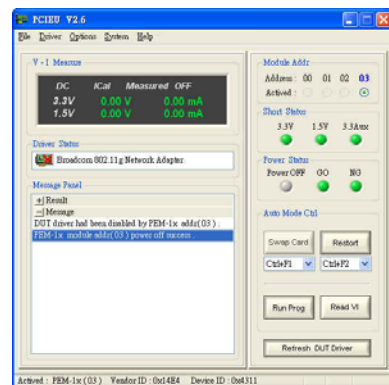 PCIEU V2.6
File Driver Options System Help
V - I Measure
DC ICal Measured OFF
3.3V 0.00 V 0.00 mA
1.5V 0.00 V 0.00 mA
Driver Status
Broadcom 802.11g Network Adapter
Message Panel
+| Result
−| Message
DUT driver had been disabled by PEM-1x addr(03) .
PEM-1x module addr(03) power off success
Module Addr
Address : 00 01 02 03
Actived :
Short Status
3.3V 1.5V 3.3Aux
Power Status
Power OFF GO NG
Auto Mode Ctrl
Swap Card Restort
Ctrl+F1 Ctrl+F2
Run Prog Read VI
Refresh DUT Driver
Actived : PEM-1x (03) Vendor ID : 0x14E4 Device ID : 0x4311